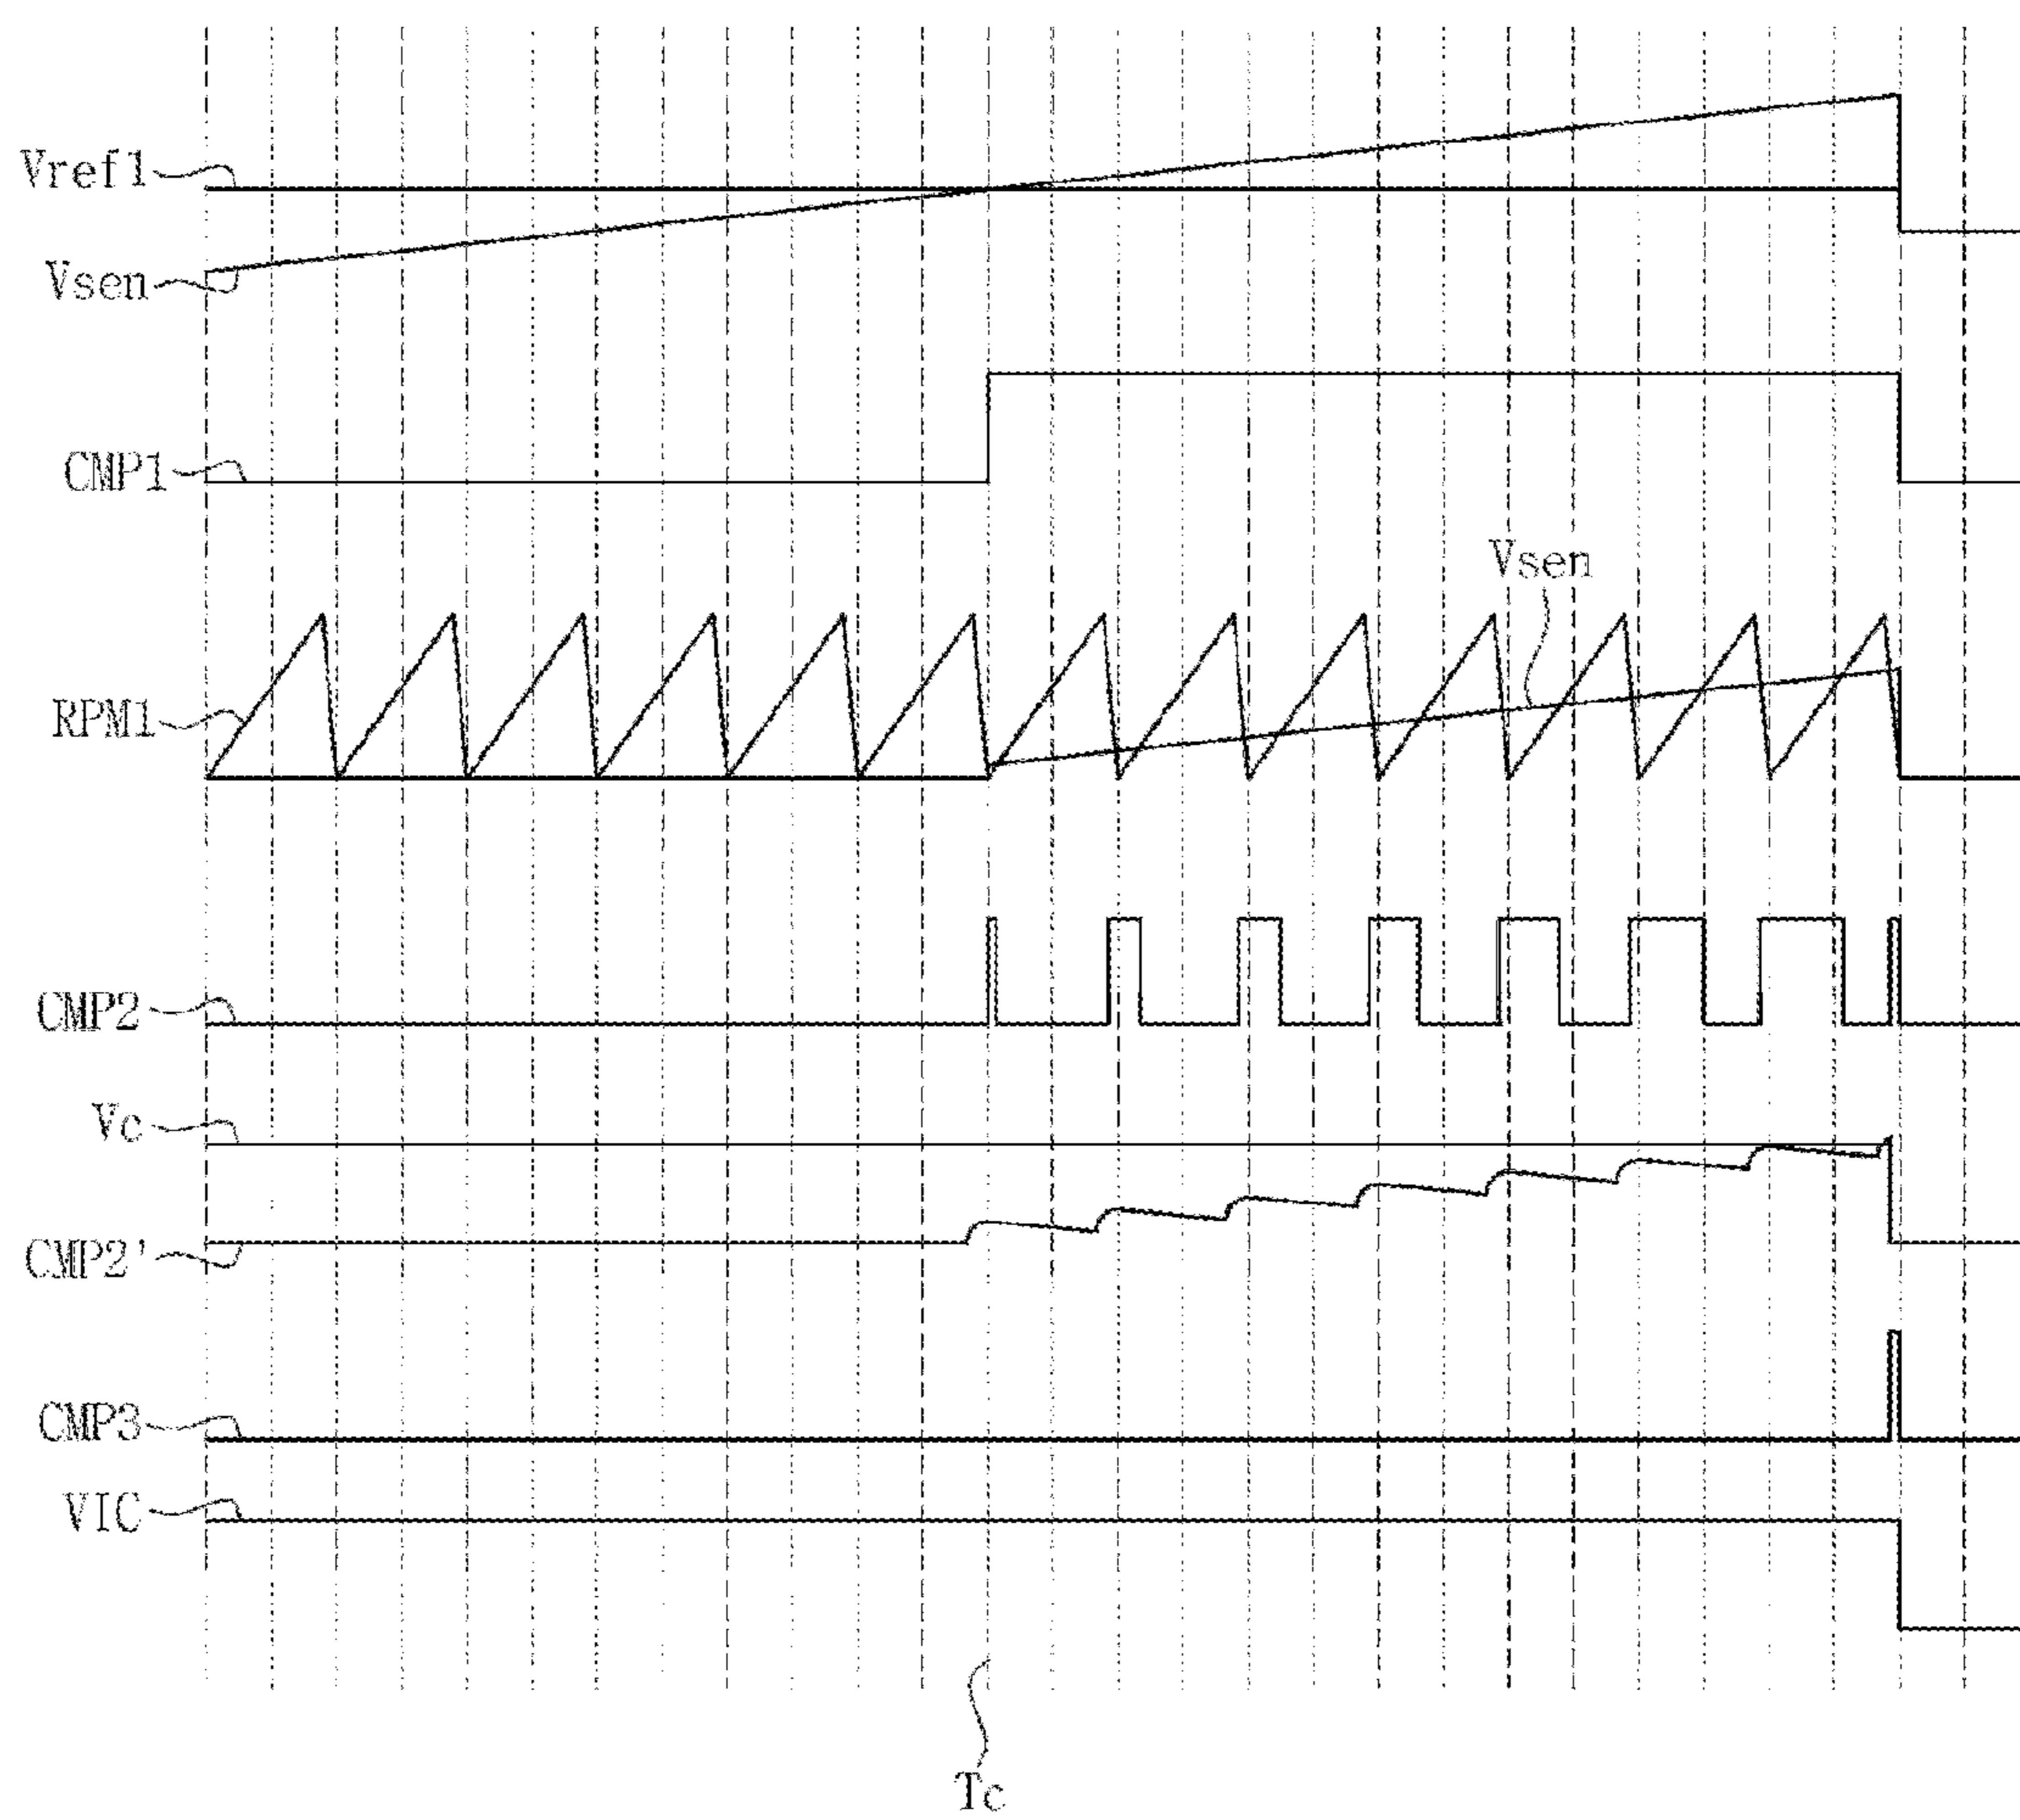 Vref1
Vsen
CMP1
Vsen
RPM1
CMP2
Vc
CMP2'
CMP3
VIC
Tc